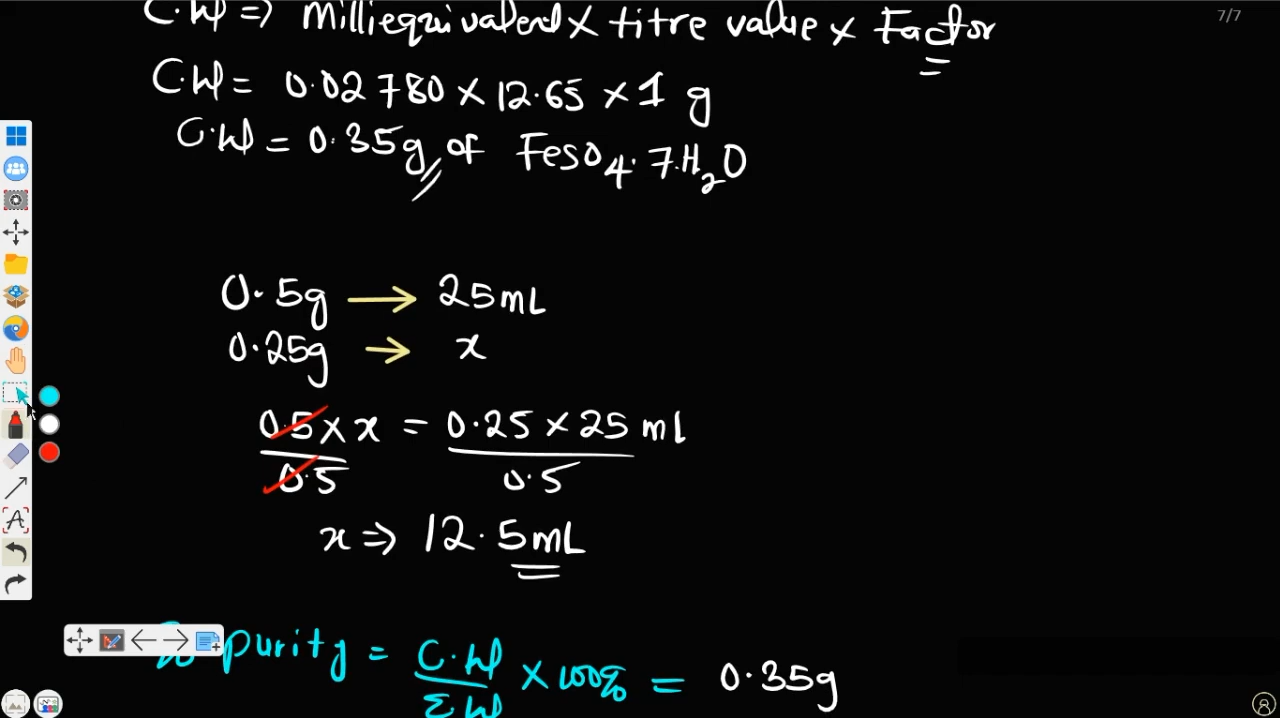 7/7
C.W => Milliequivalent X titre value x Factor
C.W = 0.02780 x 12.65 x 1 g
C.W = 0.35g of FeSO4.7H2O
0.5g → 25mL
0.25g → x
0.5 x x = 0.25 x 25 mL
0.5 0.5
x => 12.5mL
% purity = C.W x 100% = 0.35g
ΣW